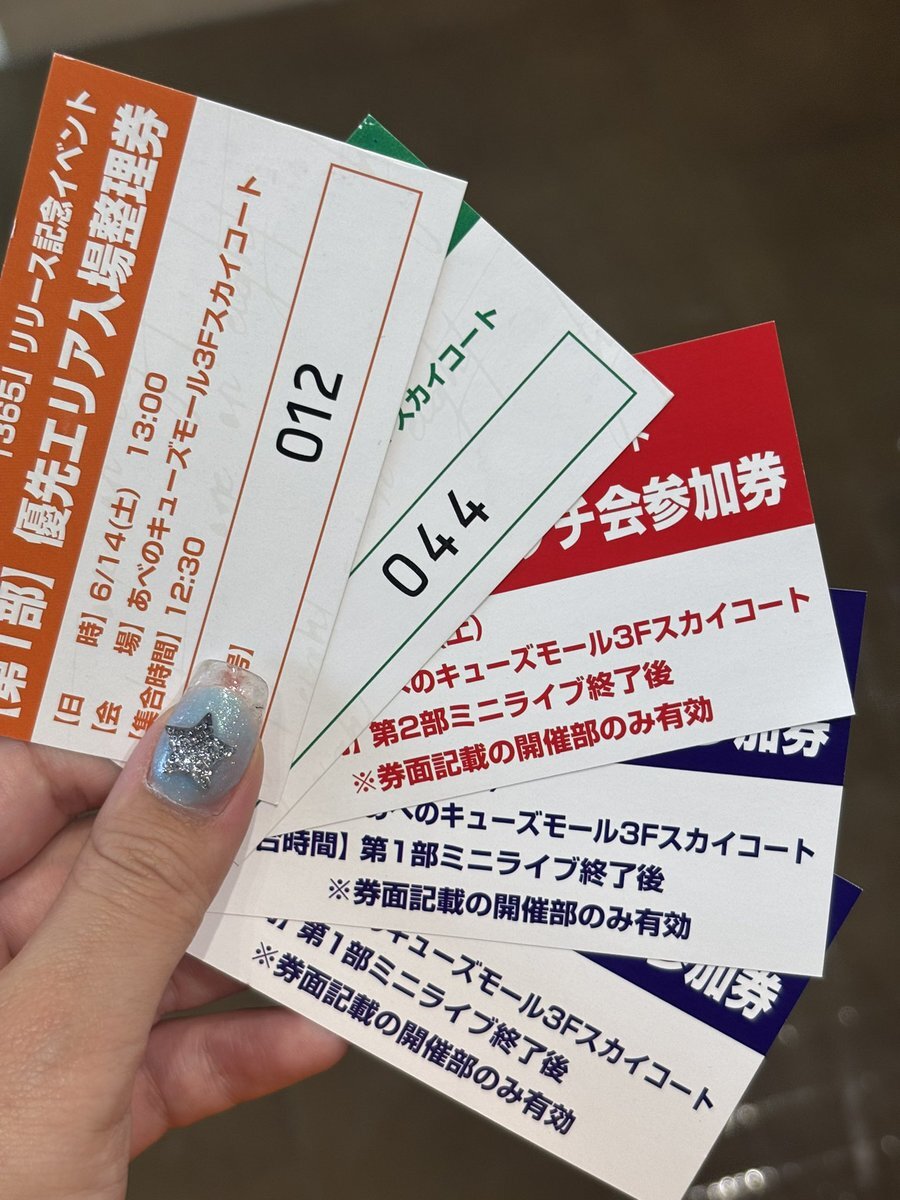 1365」リリース記念イベント
【第1部】優先エリア入場整理券
【日 時】6/14(土) 13:00
【会 場】あべのキューズモール3Fスカイコート
【集合時間】12:30
号】
012
スカイコート
044
ッチ会参加券
(土)
べのキューズモール3Fスカイコート
】第2部ミニライブ終了後
※券面記載の開催部のみ有効
参加券
あべのキューズモール3Fスカイコート
合時間】第1部ミニライブ終了後
※券面記載の開催部のみ有効
参加券
キューズモール3Fスカイコート
】第1部ミニライブ終了後
※券面記載の開催部のみ有効